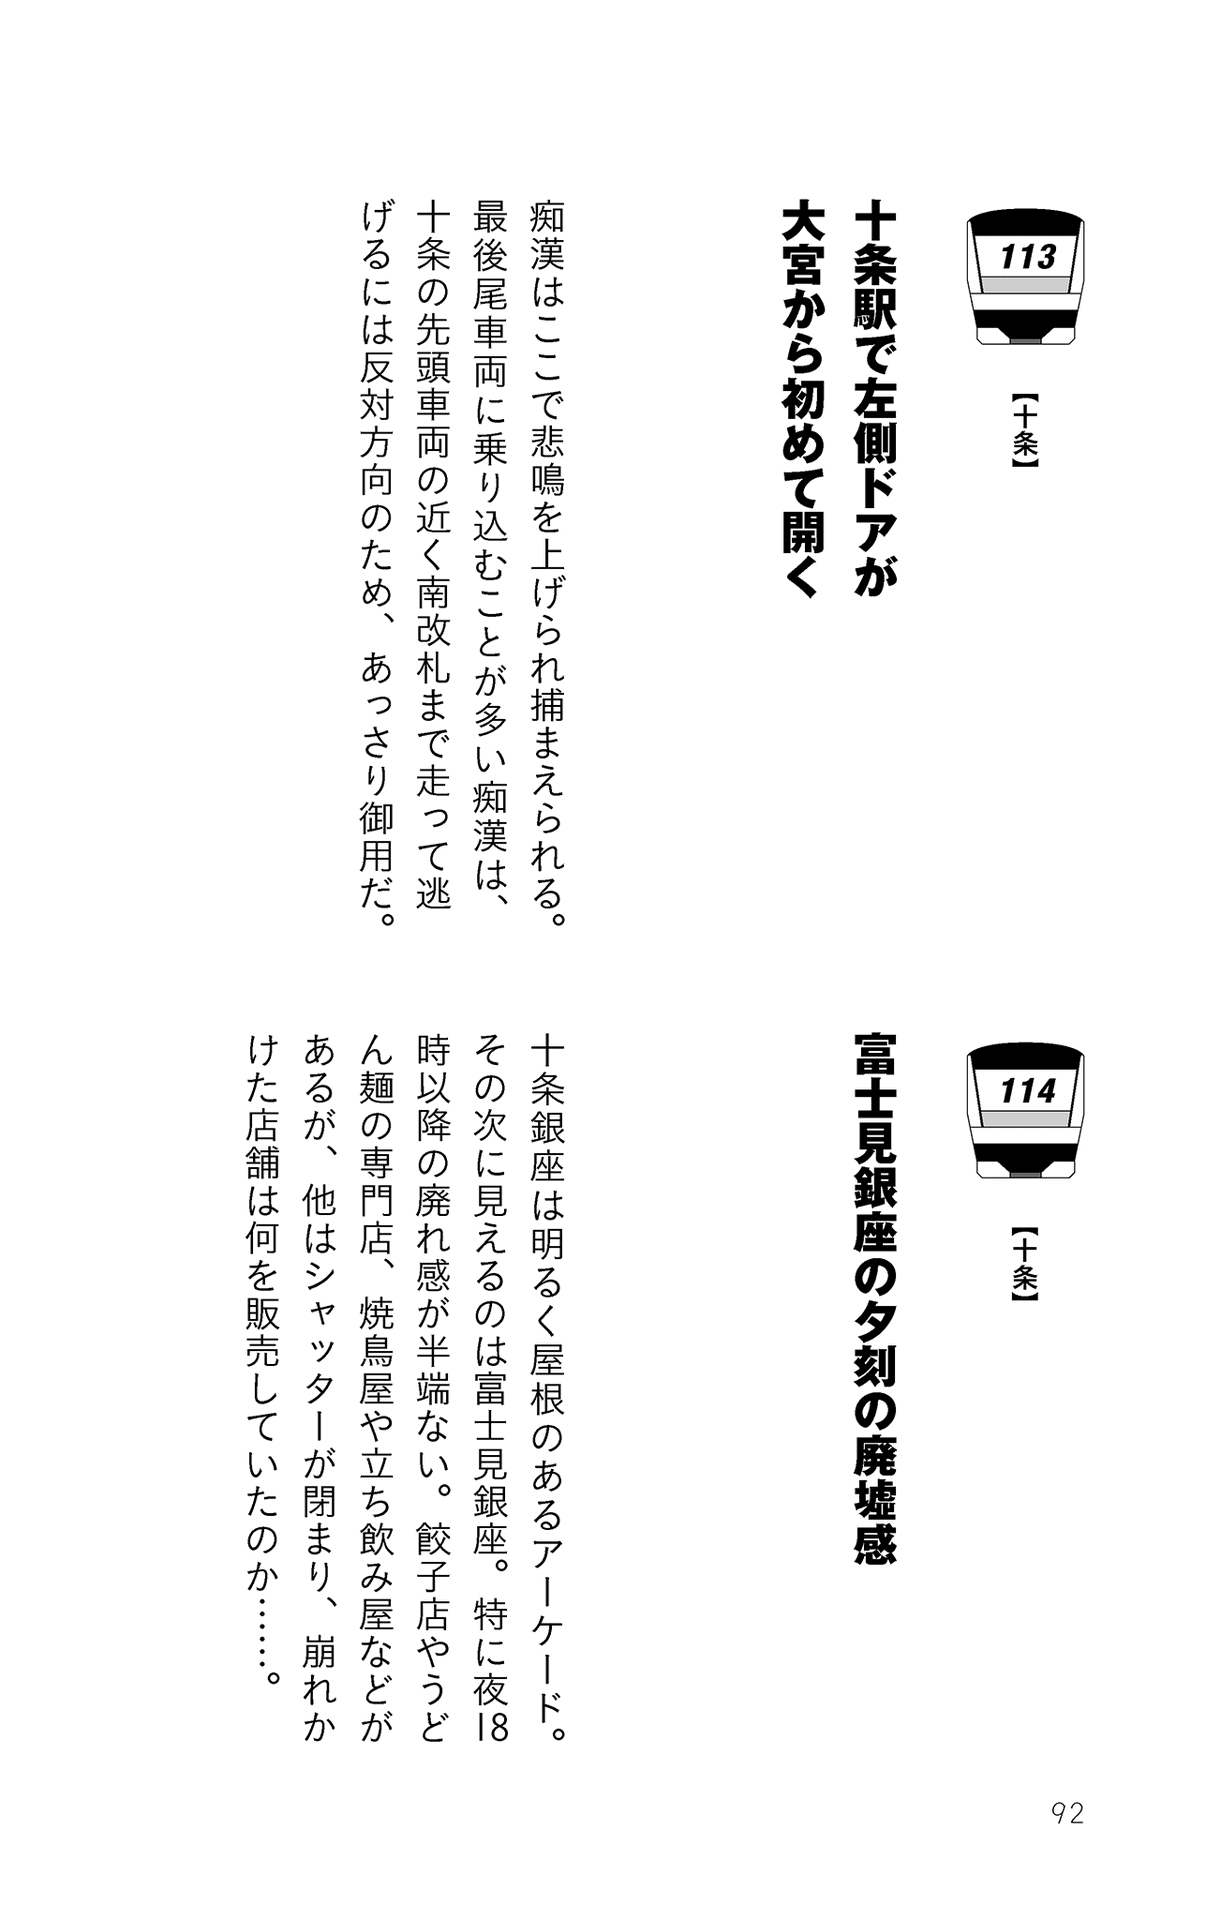 113
【十条】
十条駅で左側ドアが
大宮から初めて開く
痴漢はここで悲鳴を上げられ捕まえられる。
最後尾車両に乗り込むことが多い痴漢は、
十条の先頭車両の近く南改札まで走って逃
げるには反対方向のため、あっさり御用だ。
114
【十条】
富士見銀座の夕刻の廃墟感
十条銀座は明るく屋根のあるアーケード。
その次に見えるのは富士見銀座。特に夜18
時以降の廃れ感が半端ない。餃子店やうど
ん麺の専門店、焼鳥屋や立ち飲み屋などが
あるが、他はシャッターが閉まり、崩れか
けた店舗は何を販売していたのか……。
92